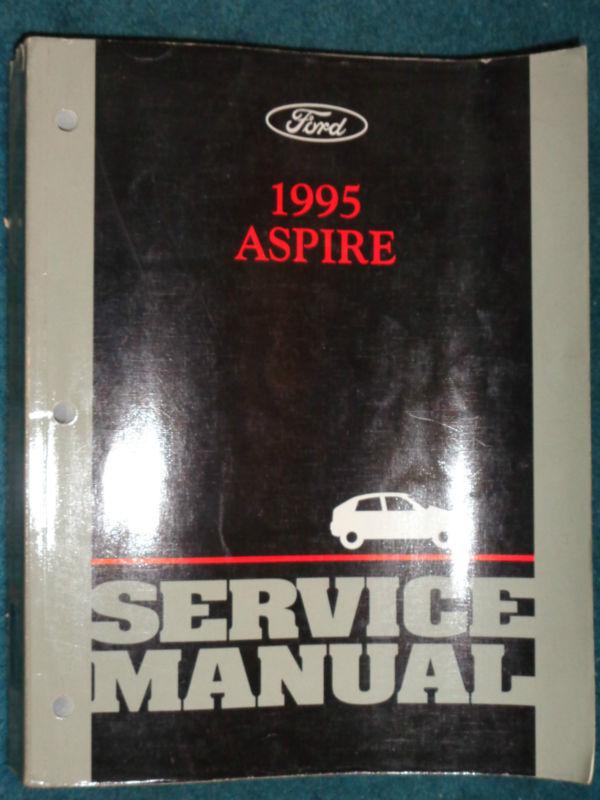 Ford
1995
ASPIRE
SERVICE
MANUAL